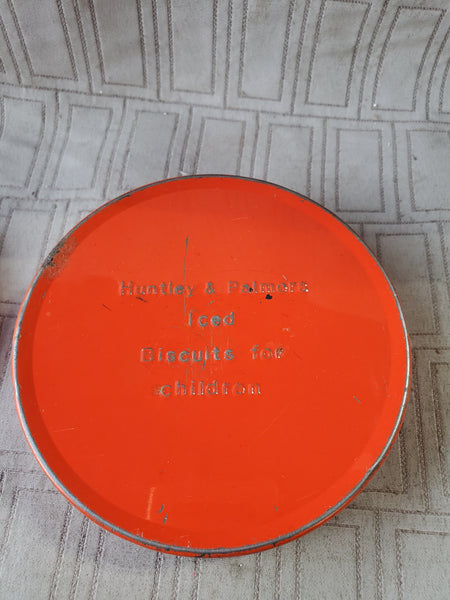 Huntley & Palmers
iced
Biscuits for
children